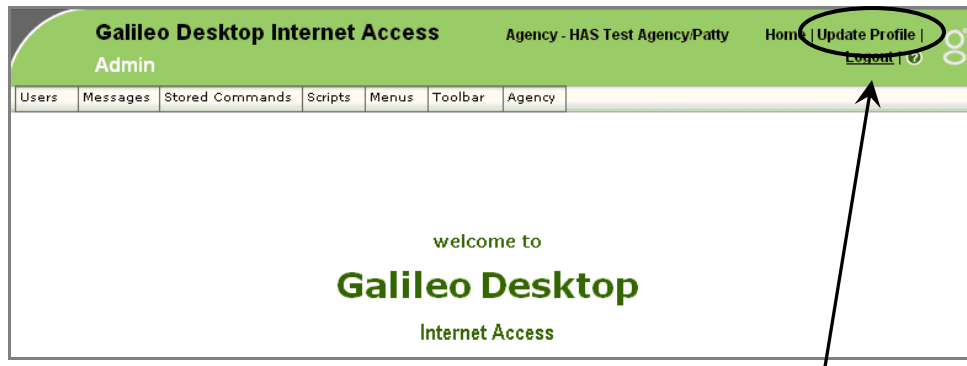 Galileo Desktop Internet Access Agency - HAS Test Agency/Patty Home | Update Profile |
Admin Logout | ?
Users Messages Stored Commands Scripts Menus Toolbar Agency
welcome to
Galileo Desktop
Internet Access